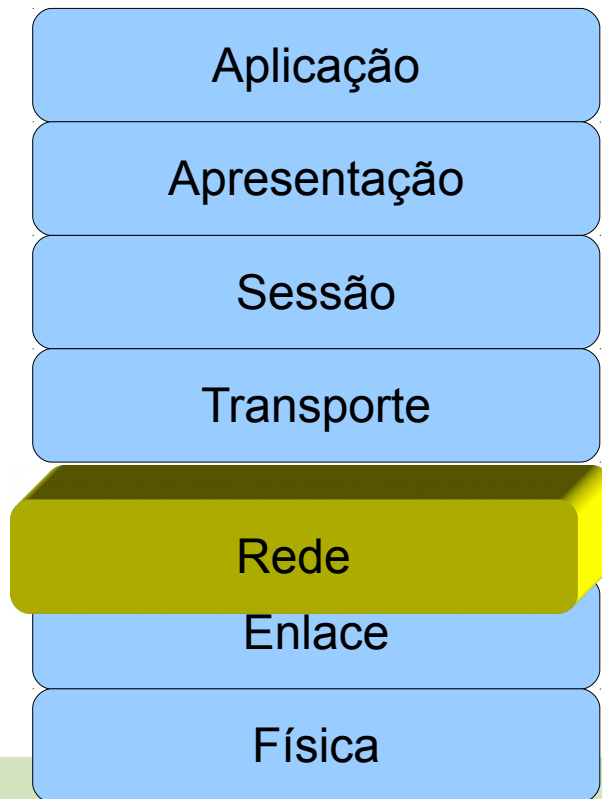 Aplicação
Apresentação
Sessão
Transporte
Rede
Enlace
Física